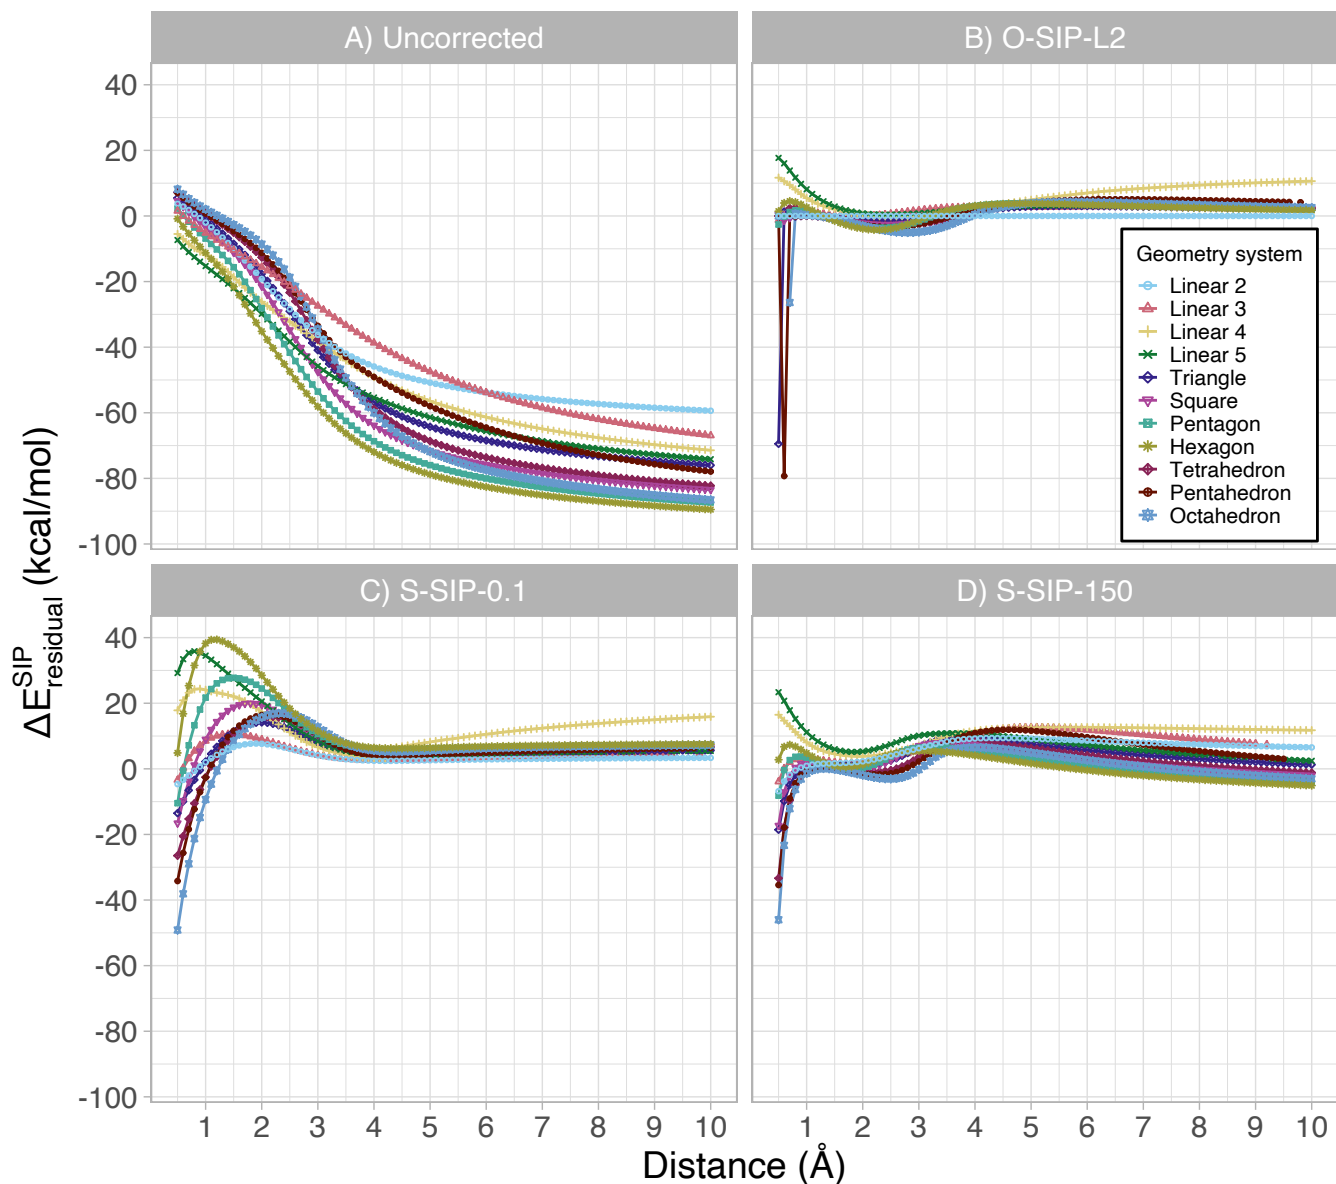 A) Uncorrected
B) O-SIP-L2
40
20
0
-20
-40
-60
-80
-100
Geometry system
Linear 2
Linear 3
Linear 4
Linear 5
Triangle
Square
Pentagon
Hexagon
Tetrahedron
Pentahedron
Octahedron
ΔE^SIP_residual (kcal/mol)
C) S-SIP-0.1
D) S-SIP-150
40
20
0
-20
-40
-60
-80
-100
1 2 3 4 5 6 7 8 9 10
1 2 3 4 5 6 7 8 9 10
Distance (Å)